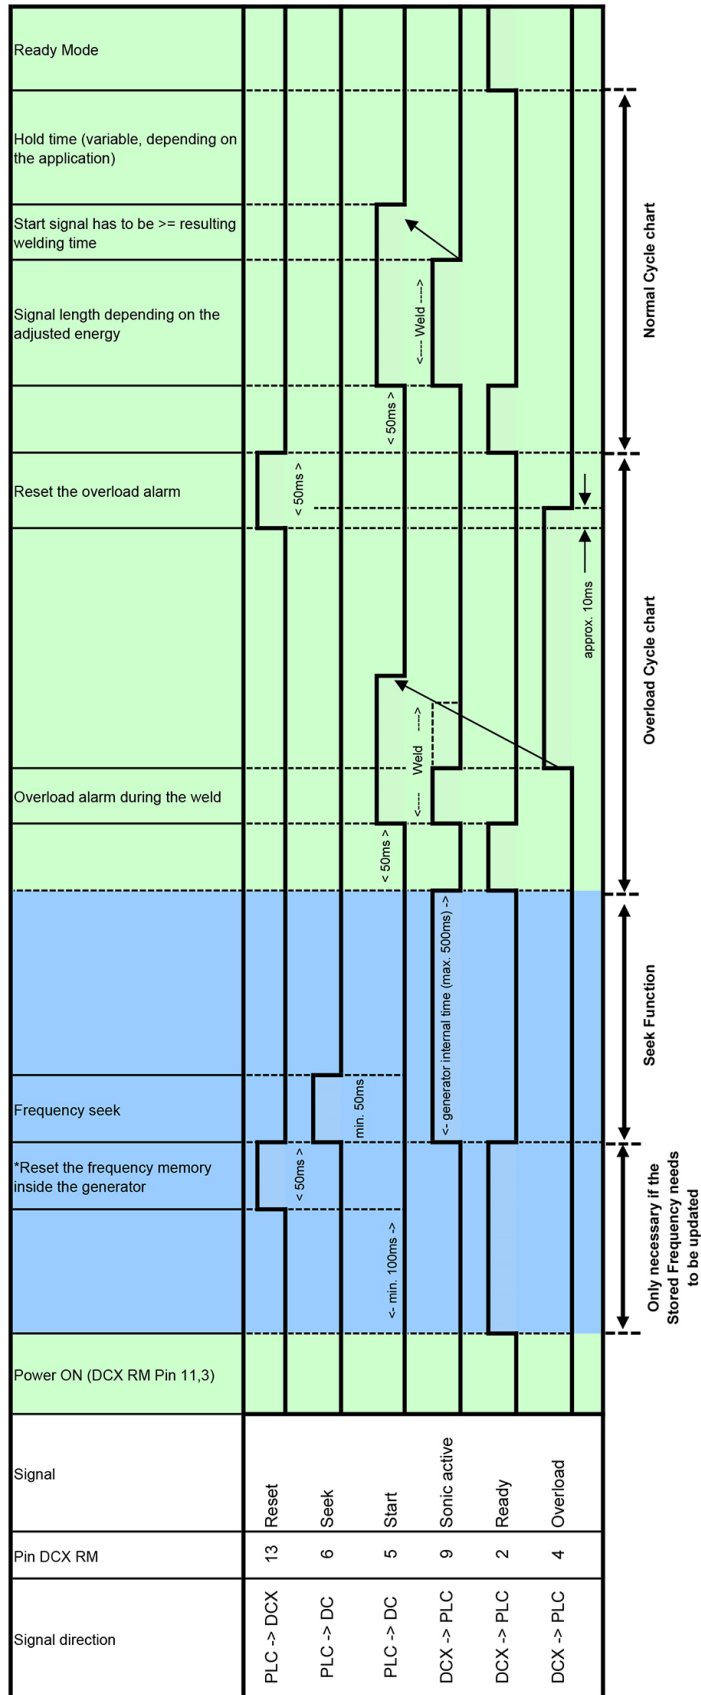 Ready Mode
Hold time (variable, depending on
the application)
Start signal has to be >= resulting
welding time
Signal length depending on the
adjusted energy
<---- Weld ---->
< 50ms >
Normal Cycle chart
Reset the overload alarm
< 50ms >
approx. 10ms
Overload Cycle chart
<---- Weld ---->
Overload alarm during the weld
< 50ms >
<- generator internal time (max. 500ms) ->
Seek Function
Frequency seek
min. 50ms
*Reset the frequency memory
inside the generator
< 50ms >
<- min. 100ms ->
Only necessary if the
Stored Frequency needs
to be updated
Power ON (DCX RM Pin 11,3)
Signal
Reset
Seek
Start
Sonic active
Ready
Overload
Pin DCX RM
13
6
5
9
2
4
Signal direction
PLC -> DCX
PLC -> DC
PLC -> DC
DCX -> PLC
DCX -> PLC
DCX -> PLC